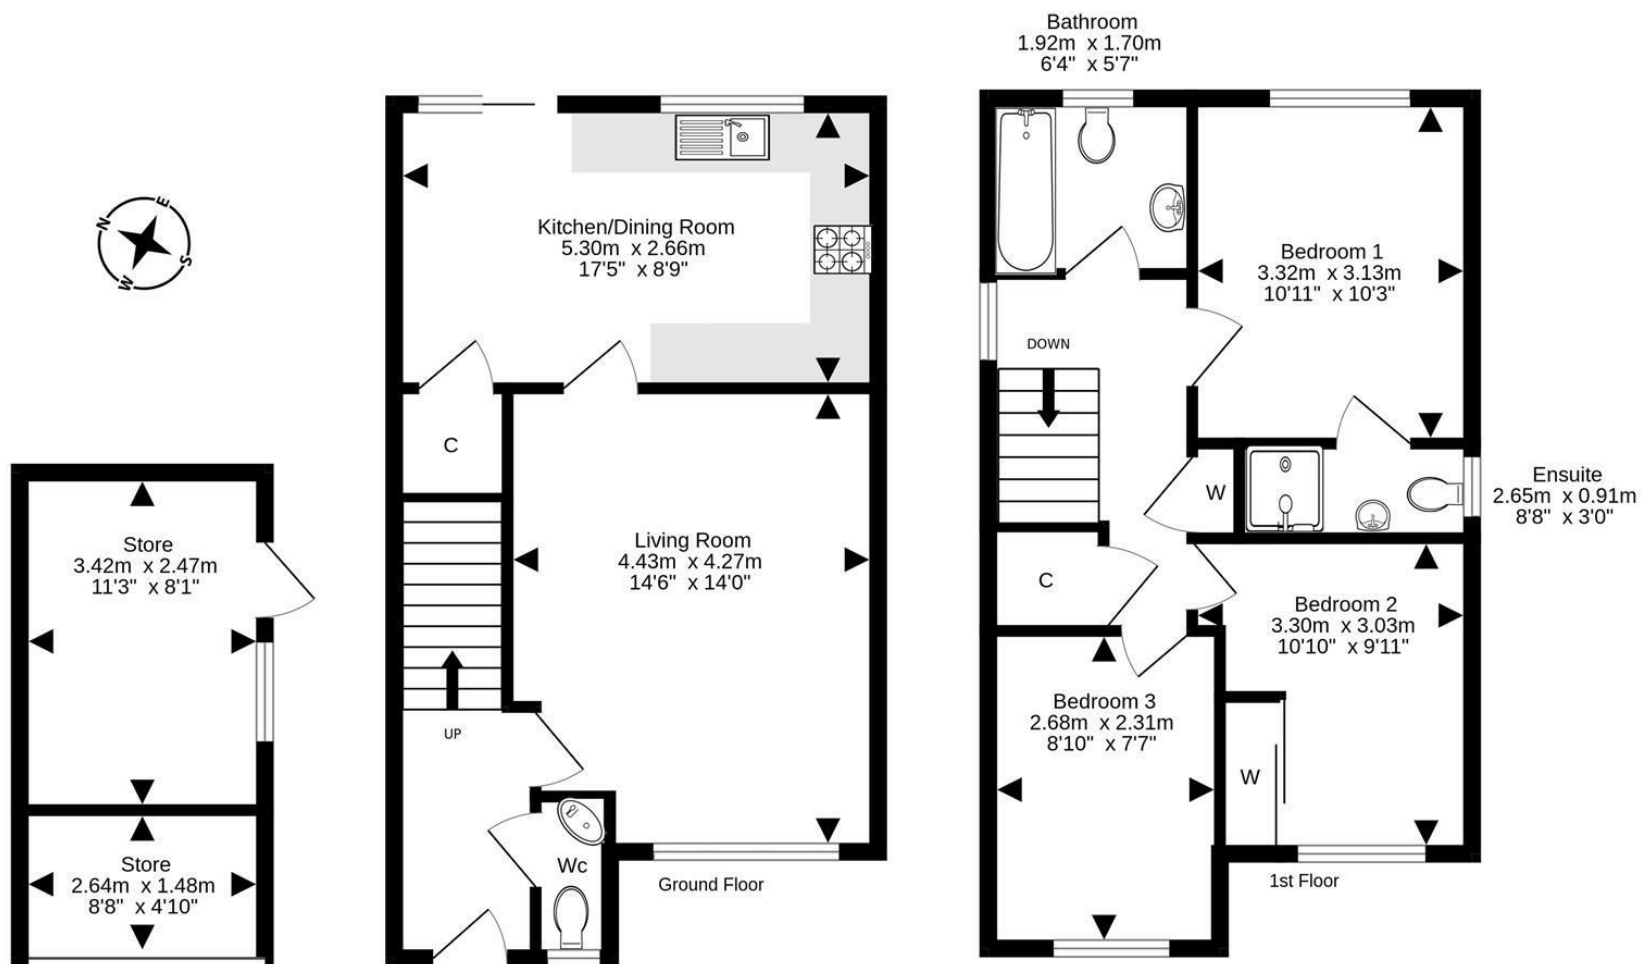 Bathroom
1.92m x 1.70m
6'4" x 5'7"
N
E
S
W
Kitchen/Dining Room
5.30m x 2.66m
17'5" x 8'9"
C
Living Room
4.43m x 4.27m
14'6" x 14'0"
UP
Wc
Ground Floor
Store
3.42m x 2.47m
11'3" x 8'1"
Store
2.64m x 1.48m
8'8" x 4'10"
Bedroom 1
3.32m x 3.13m
10'11" x 10'3"
DOWN
W
Ensuite
2.65m x 0.91m
8'8" x 3'0"
C
Bedroom 2
3.30m x 3.03m
10'10" x 9'11"
Bedroom 3
2.68m x 2.31m
8'10" x 7'7"
W
1st Floor